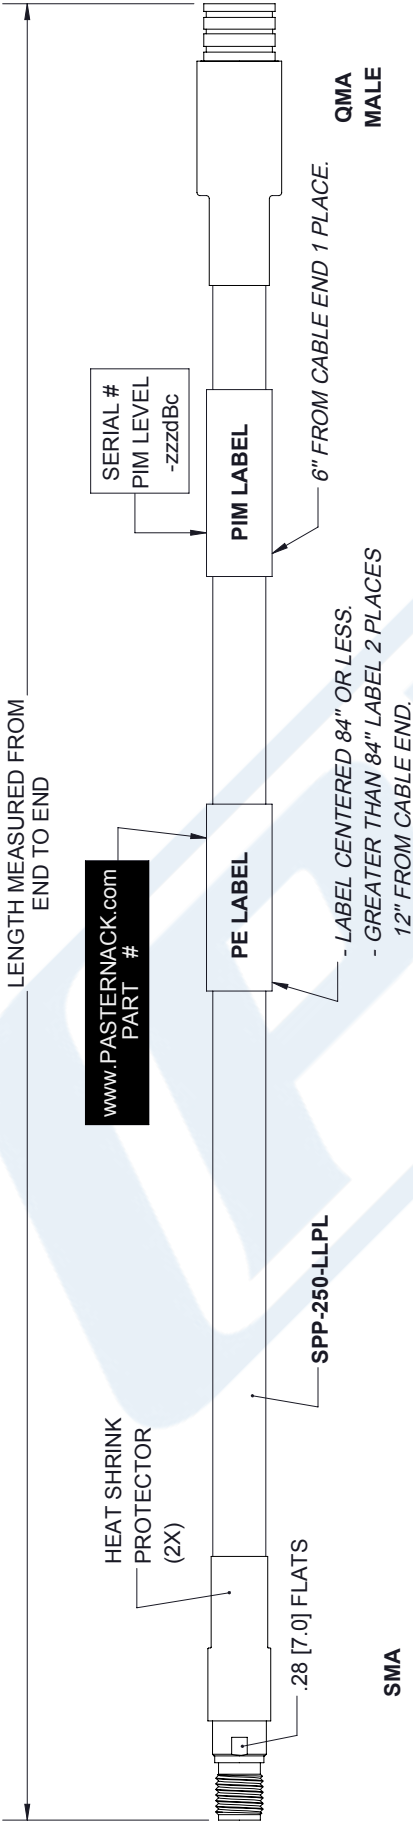 LENGTH MEASURED FROM
END TO END
HEAT SHRINK
PROTECTOR
(2X)
www.PASTERNACK.com
PART #
SERIAL #
PIM LEVEL
-zzzdBc
PE LABEL
PIM LABEL
.28 [7.0] FLATS
SPP-250-LLPL
- LABEL CENTERED 84" OR LESS.
- GREATER THAN 84" LABEL 2 PLACES
12" FROM CABLE END.
6" FROM CABLE END 1 PLACE.
SMA
QMA
MALE